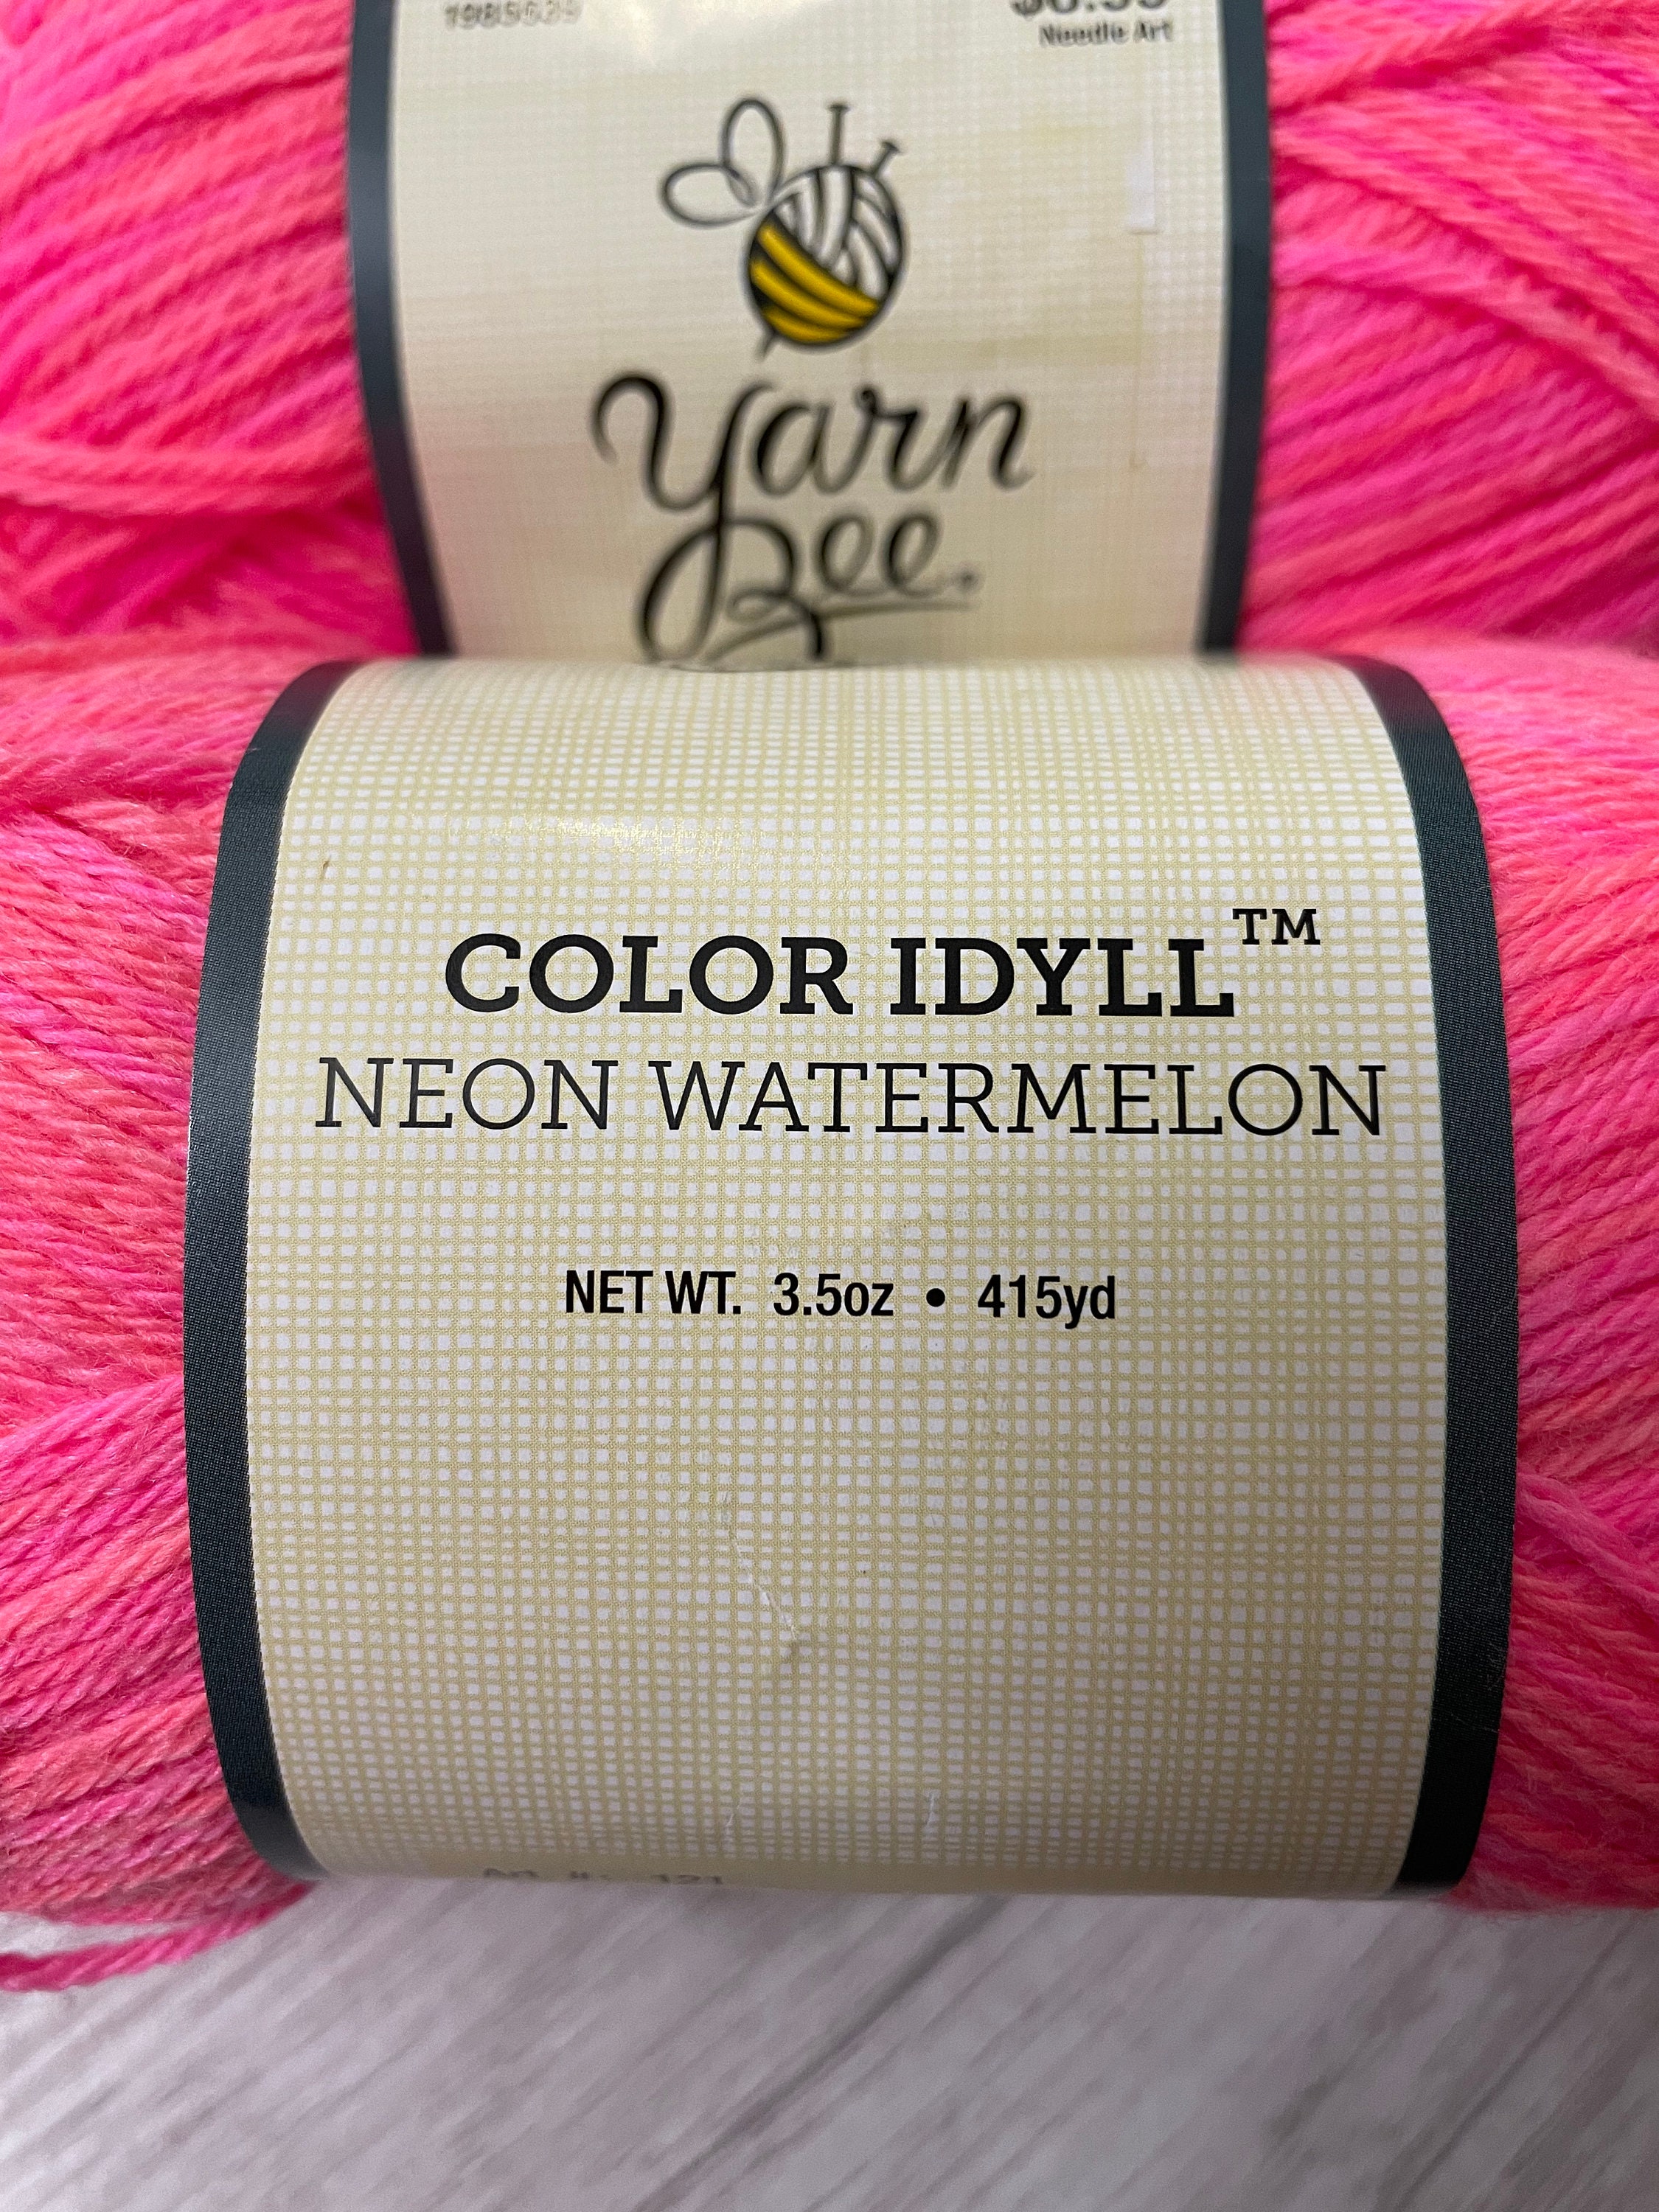 Needle Art
Yarn
Bee.
COLOR IDYLL™
NEON WATERMELON
NET WT. 3.5oz • 415yd